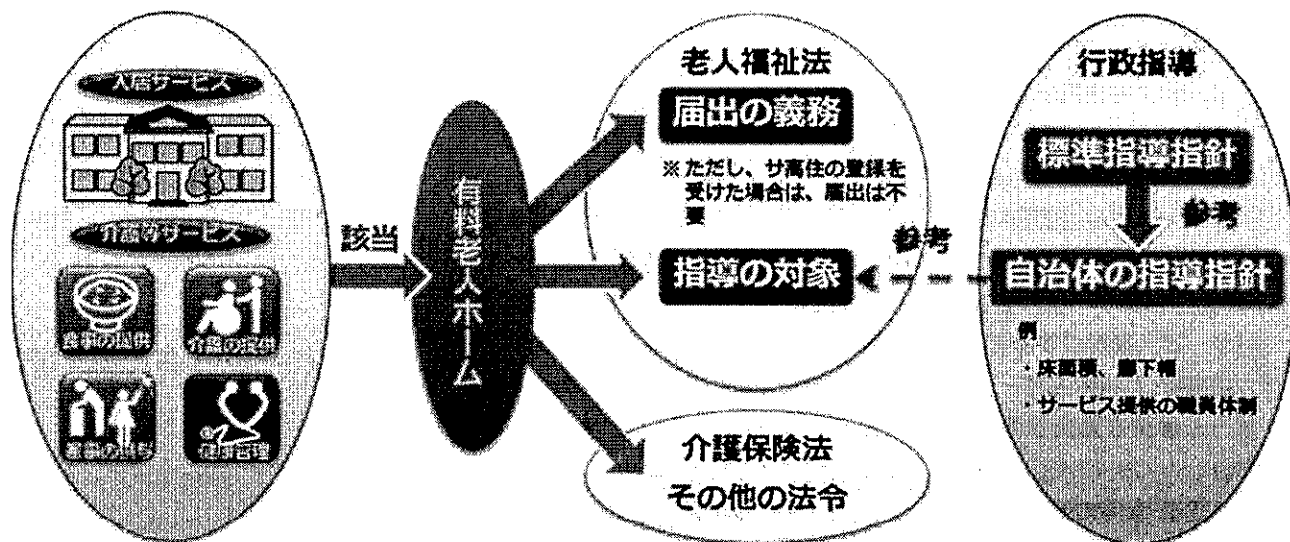 入居サービス
介護等サービス
食事の提供
介護の提供
家事の供与
健康管理
該当
有料老人ホーム
老人福祉法
届出の義務
※ ただし、サ高住の登録を
受けた場合は、届出は不
要
指導の対象
介護保険法
その他の法令
参考
行政指導
標準指導指針
参考
自治体の指導指針
例
・床面積、廊下幅
・サービス提供の職員体制